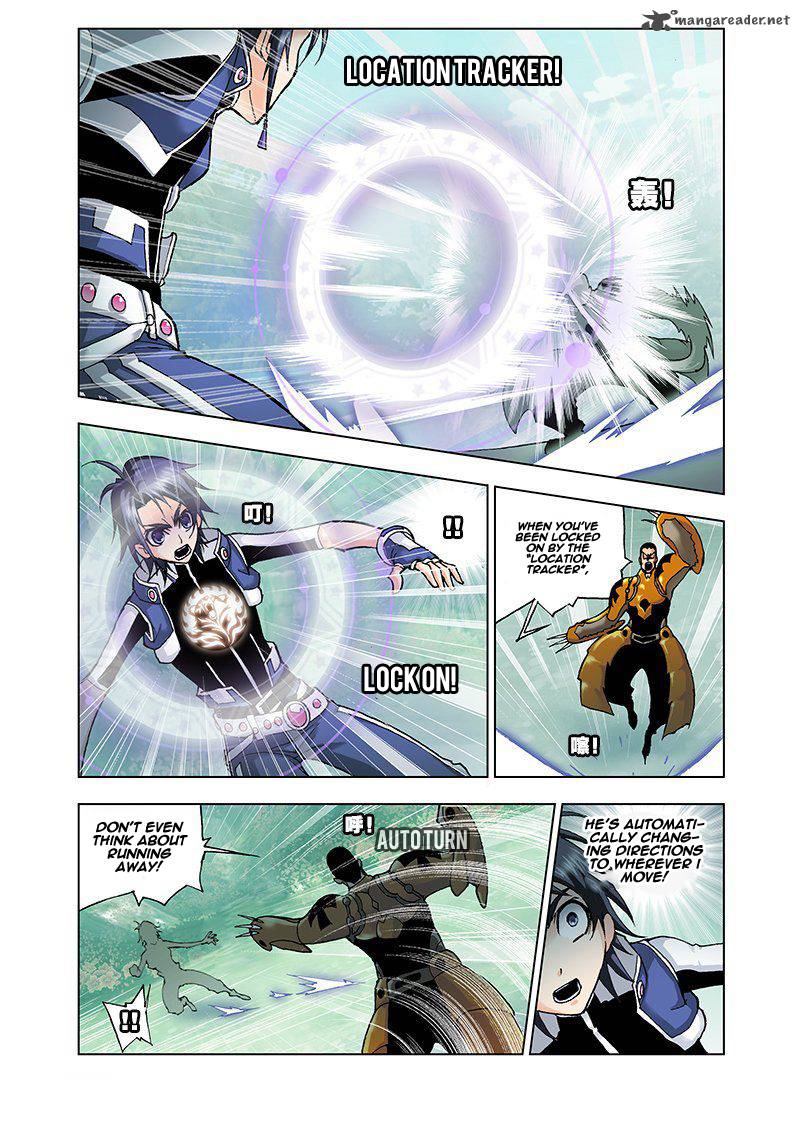 mangareader.net
LOCATION TRACKER!
轰!
叮!
!!
LOCK ON!
WHEN YOU'VE
BEEN LOCKED
ON BY THE
"LOCATION
TRACKER",
嚓!
DON'T EVEN
THINK ABOUT
RUNNING
AWAY!
呼!
AUTO TURN
!!
HE'S AUTOMATI-
CALLY CHANG-
ING DIRECTIONS
TO WHEREVER I
MOVE!